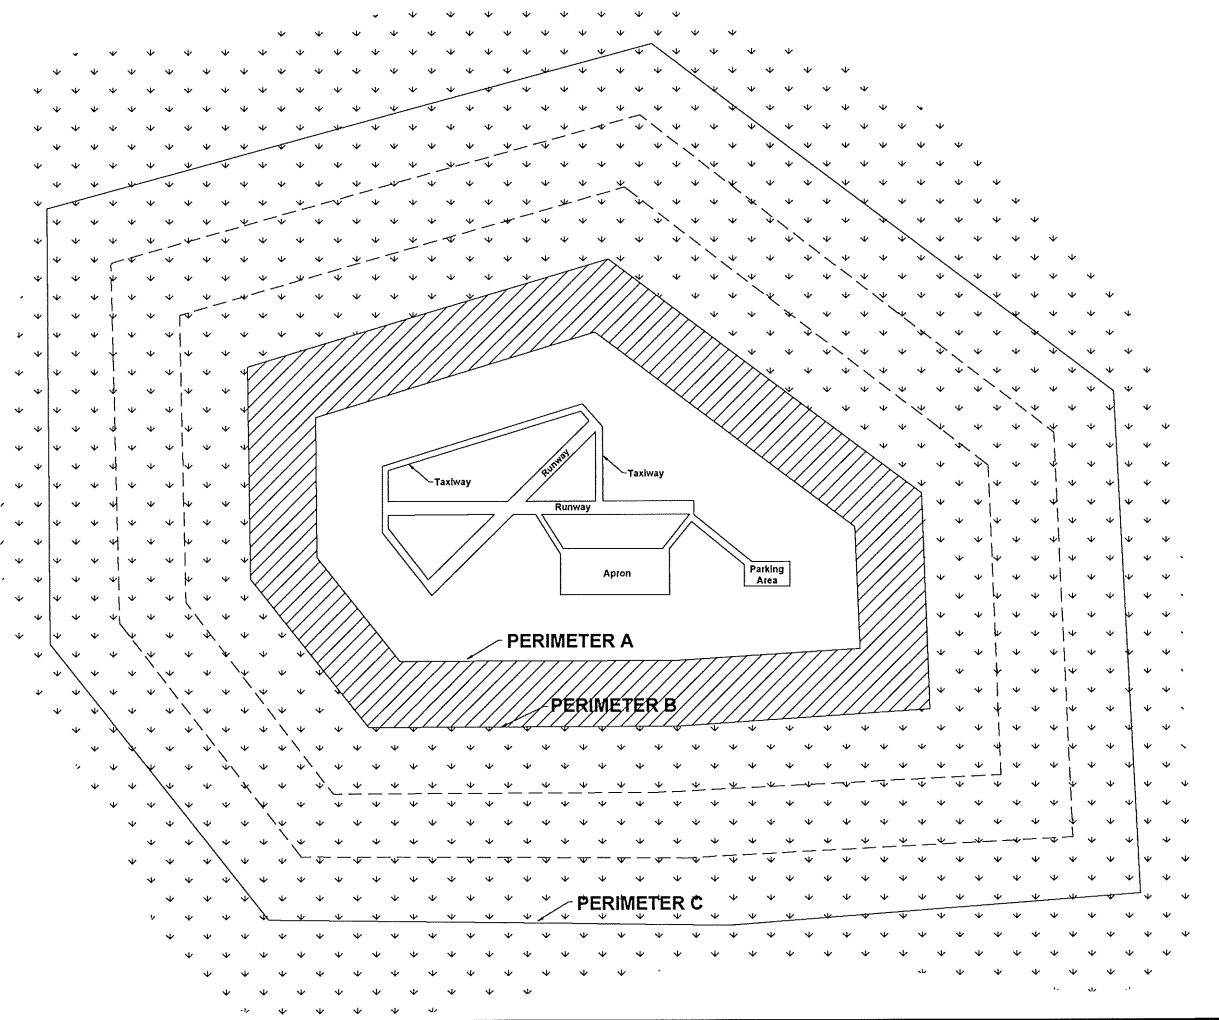 Runway
Taxiway
Taxiway
Runway
Apron
Parking
Area
PERIMETER A
PERIMETER B
PERIMETER C